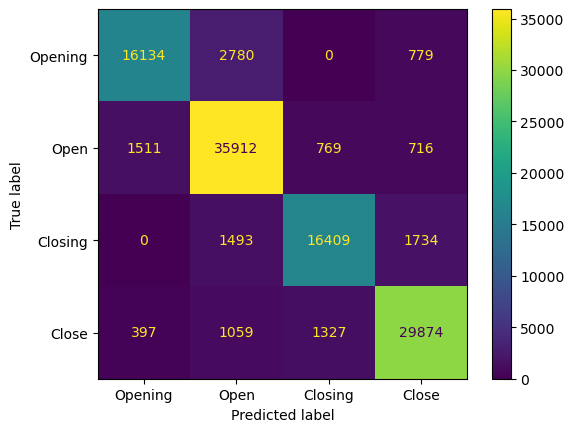 True label
Opening
Open
Closing
Close
16134 2780 0 779
1511 35912 769 716
0 1493 16409 1734
397 1059 1327 29874
Opening Open Closing Close
Predicted label
35000
30000
25000
20000
15000
10000
5000
0